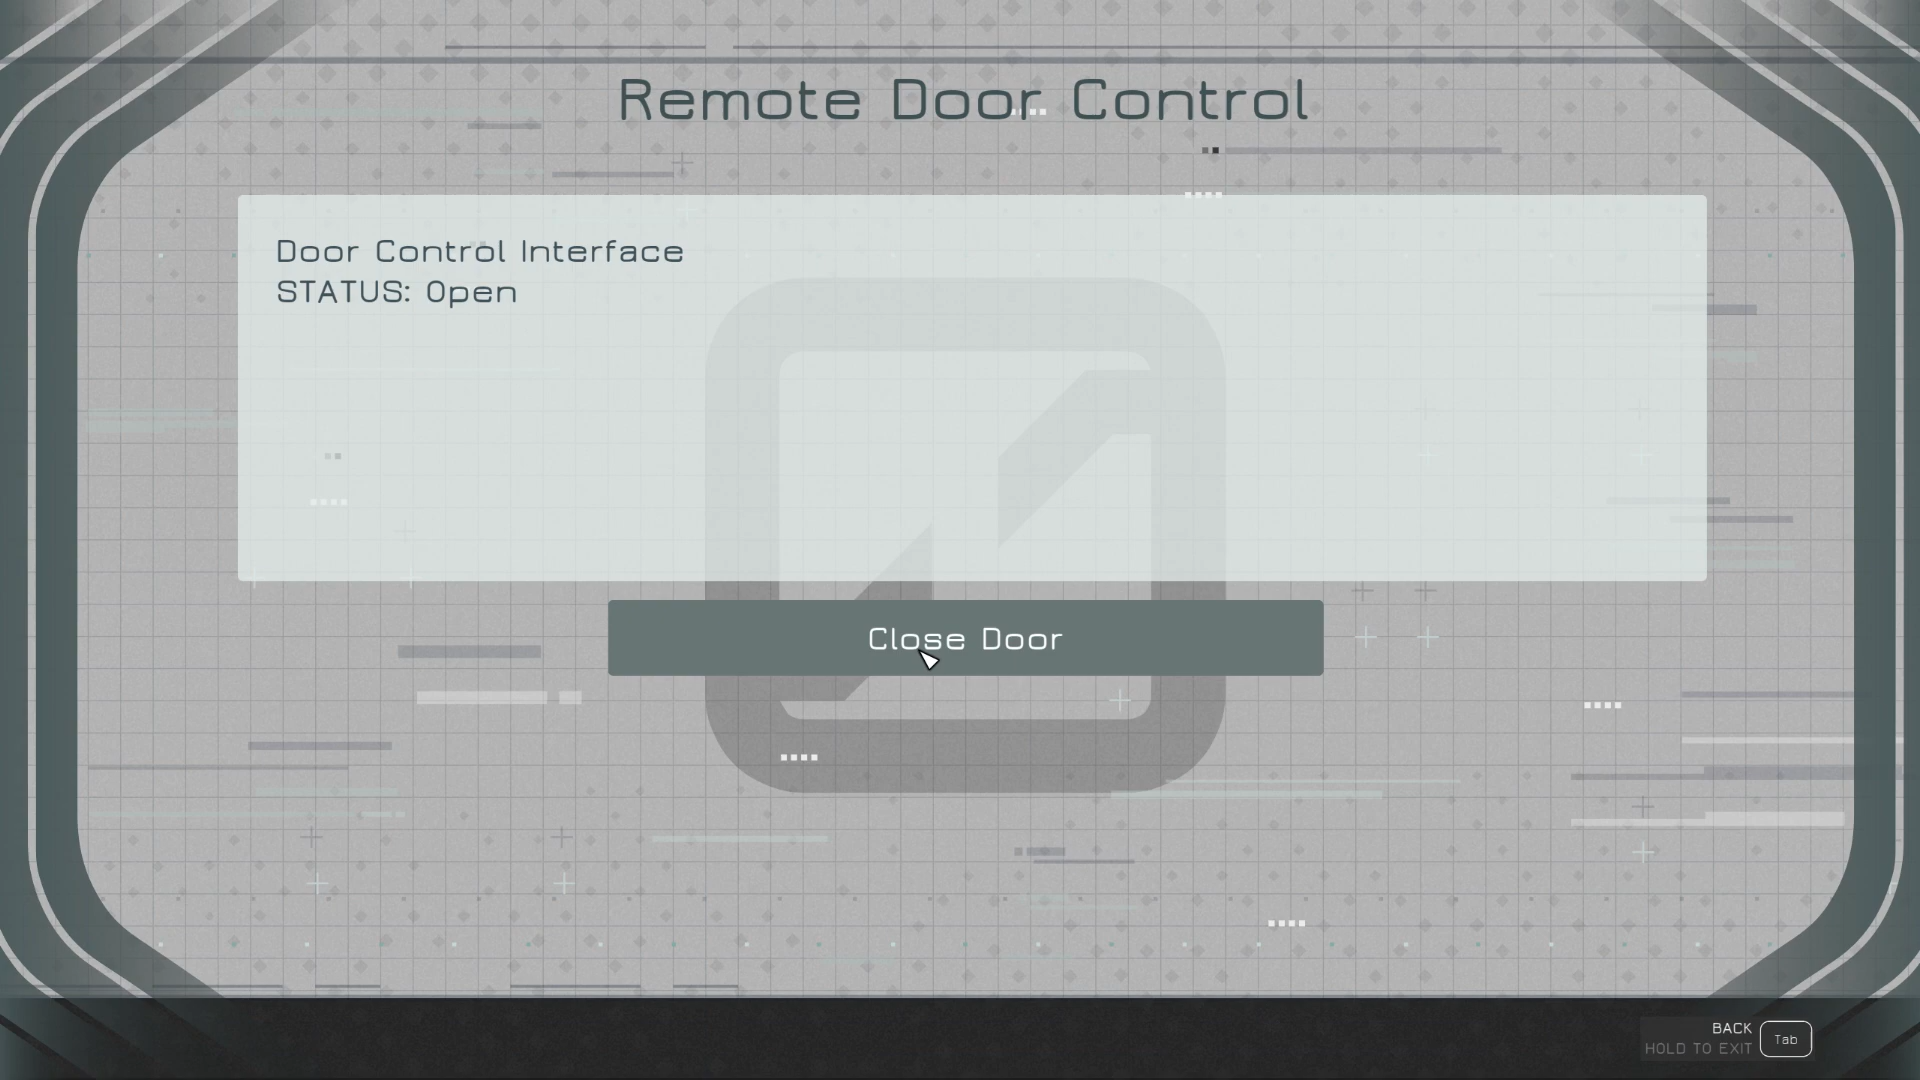 Remote Door Control
Door Control Interface
STATUS: Open
Close Door
BACK
HOLD TO EXIT
Tab